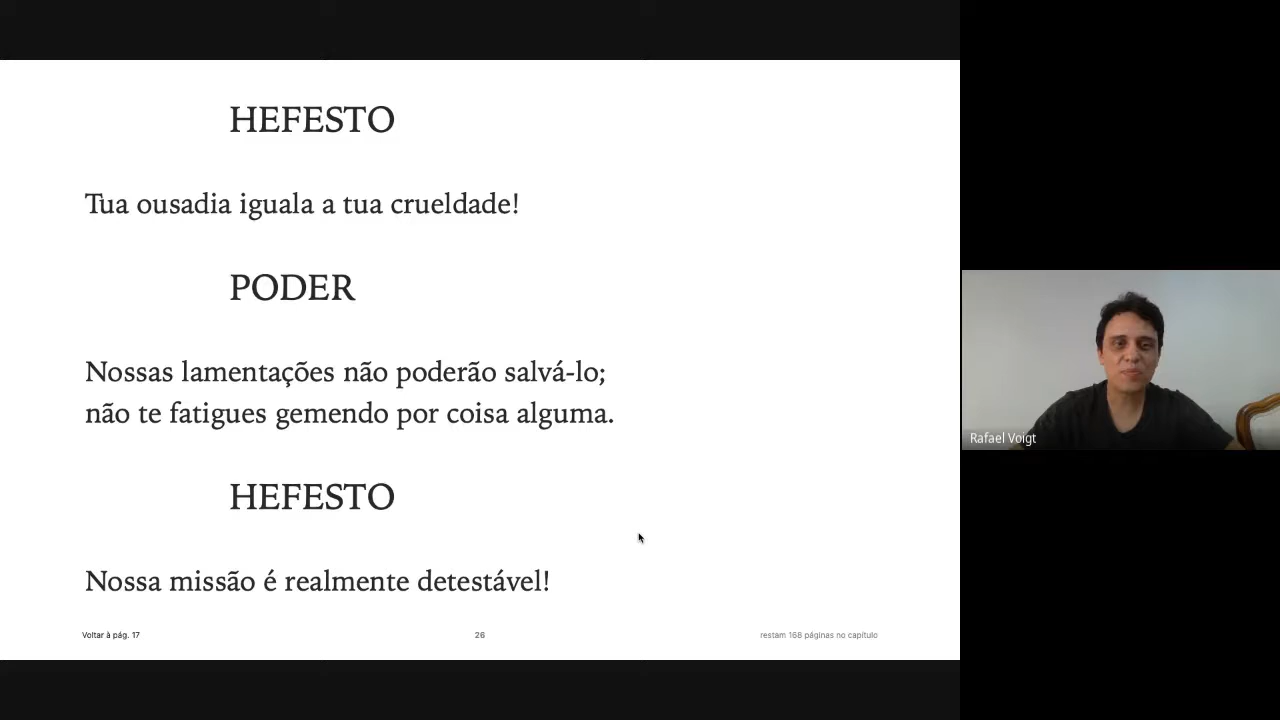 HEFESTO
Tua ousadia iguala a tua crueldade!
PODER
Nossas lamentações não poderão salvá-lo;
não te fatigues gemendo por coisa alguma.
HEFESTO
Nossa missão é realmente detestável!
Voltar à pág. 17
26
restam 168 páginas no capítulo
Rafael Voigt